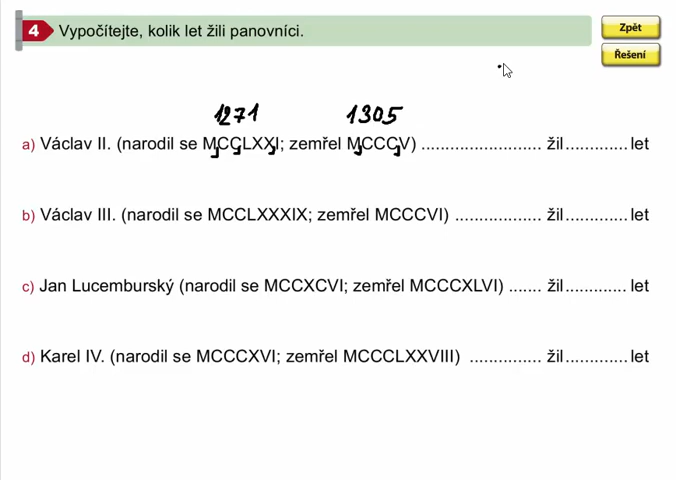 4 Vypočítejte, kolik let žili panovníci.
Zpět
Řešení
1271 1305
a) Václav II. (narodil se MCCLXXI; zemřel MCCCV) ........................ žil............. let
b) Václav III. (narodil se MCCLXXXIX; zemřel MCCCVI) .................. žil............. let
c) Jan Lucemburský (narodil se MCCXCVI; zemřel MCCCXLVI) ....... žil............. let
d) Karel IV. (narodil se MCCCXVI; zemřel MCCCLXXVIII) ............... žil............. let